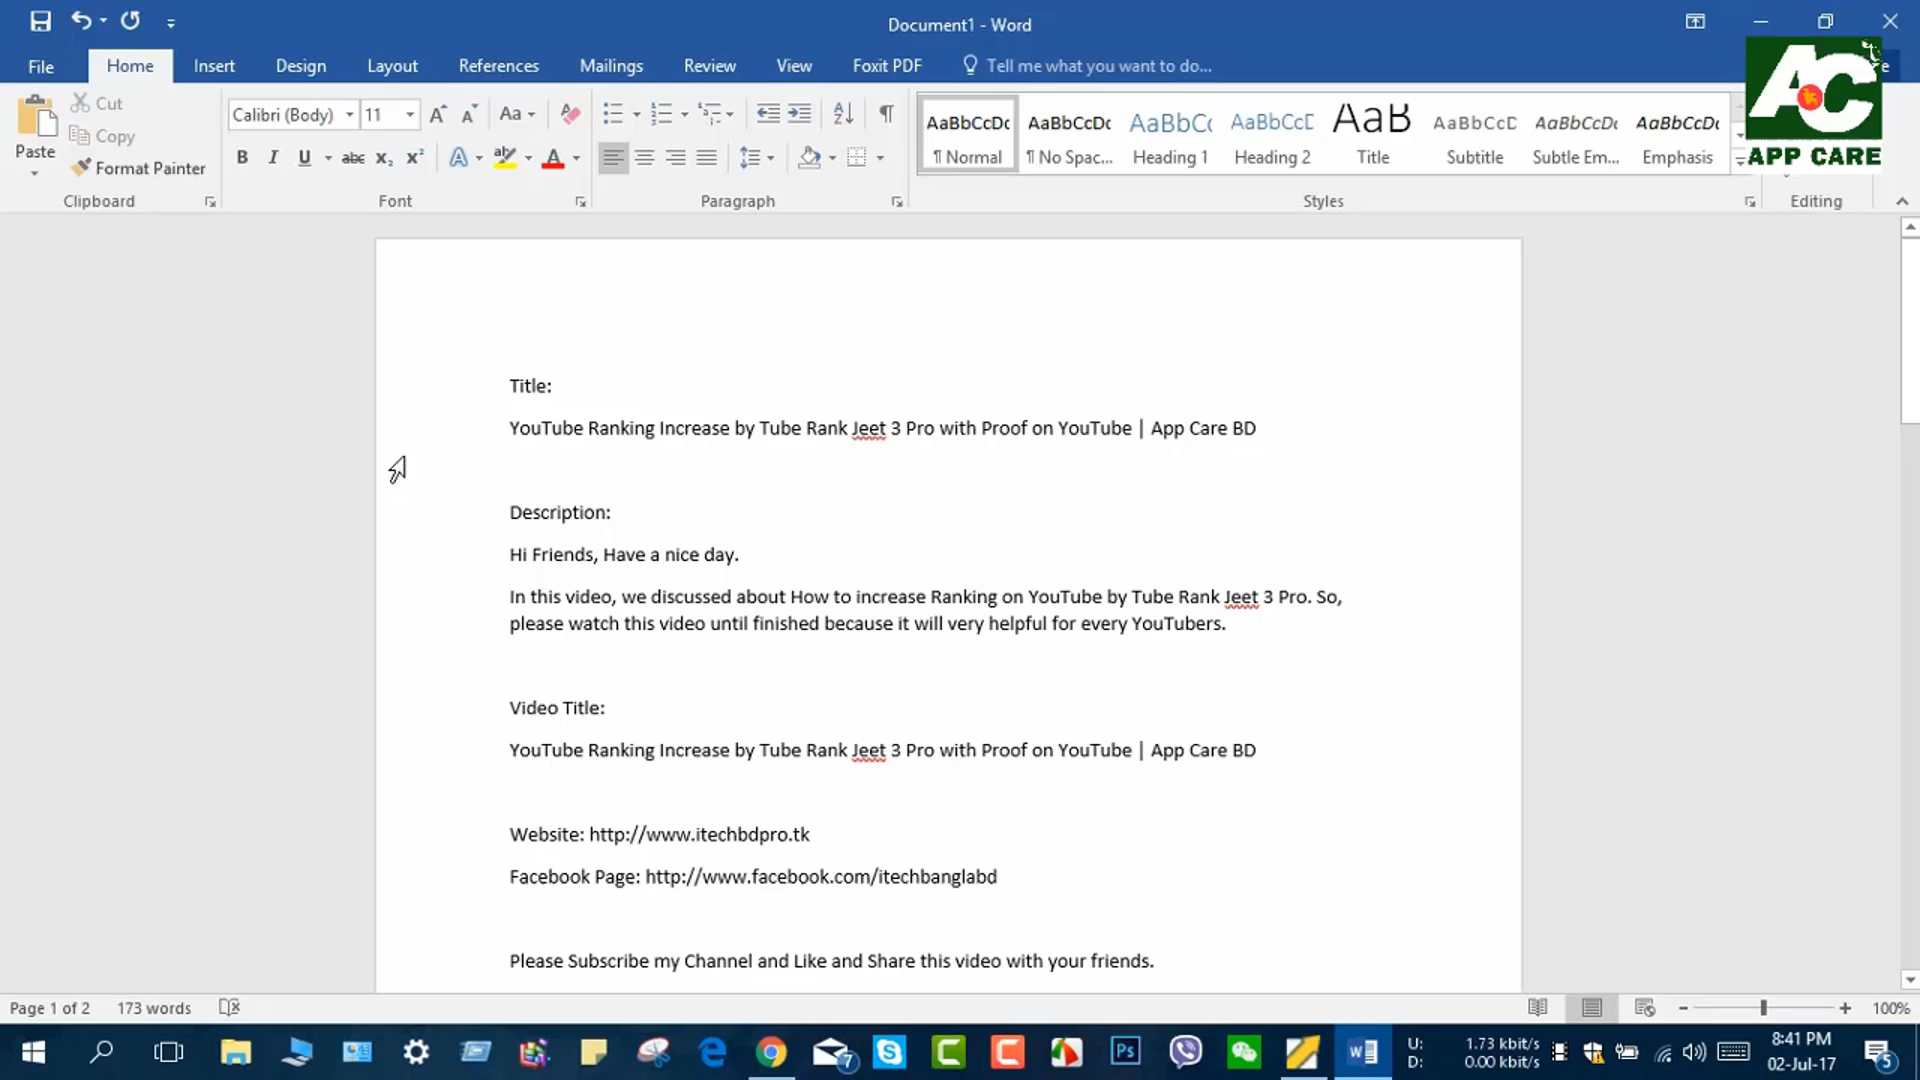 Document1 - Word
File Home Insert Design Layout References Mailings Review View Foxit PDF Tell me what you want to do...
AC
APP CARE
Paste
Cut
Copy
Format Painter
Clipboard
Calibri (Body) 11
Font
Paragraph
AaBbCcDc AaBbCcDc AaBbCc AaBbCcD AaB AaBbCcD AaBbCcDc AaBbCcDc
¶ Normal ¶ No Spac... Heading 1 Heading 2 Title Subtitle Subtle Em... Emphasis
Styles
Editing
Title:
YouTube Ranking Increase by Tube Rank Jeet 3 Pro with Proof on YouTube | App Care BD
Description:
Hi Friends, Have a nice day.
In this video, we discussed about How to increase Ranking on YouTube by Tube Rank Jeet 3 Pro. So,
please watch this video until finished because it will very helpful for every YouTubers.
Video Title:
YouTube Ranking Increase by Tube Rank Jeet 3 Pro with Proof on YouTube | App Care BD
Website: http://www.itechbdpro.tk
Facebook Page: http://www.facebook.com/itechbanglabd
Please Subscribe my Channel and Like and Share this video with your friends.
Page 1 of 2 173 words 100%
U: 1.73 kbit/s
D: 0.00 kbit/s
8:41 PM
02-Jul-17
7
5